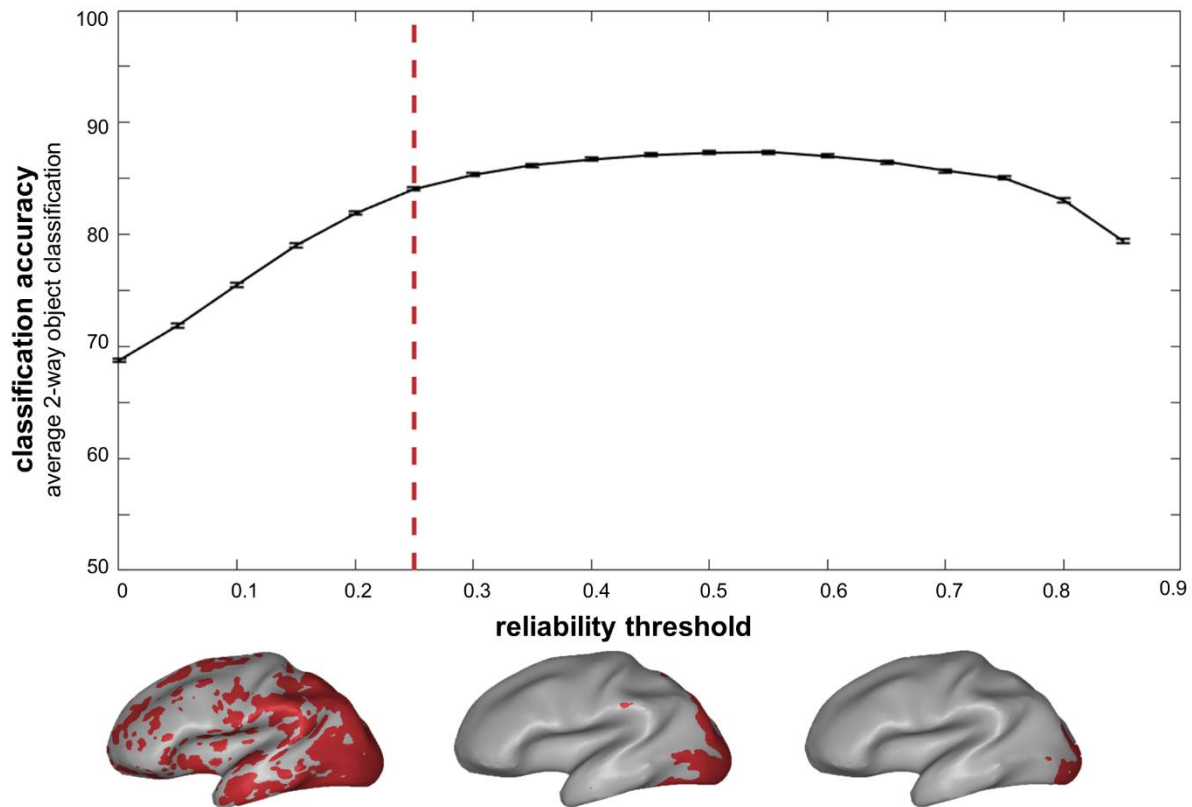 100
90
80
70
60
50
classification accuracy
average 2-way object classification
0 0.1 0.2 0.3 0.4 0.5 0.6 0.7 0.8 0.9
reliability threshold